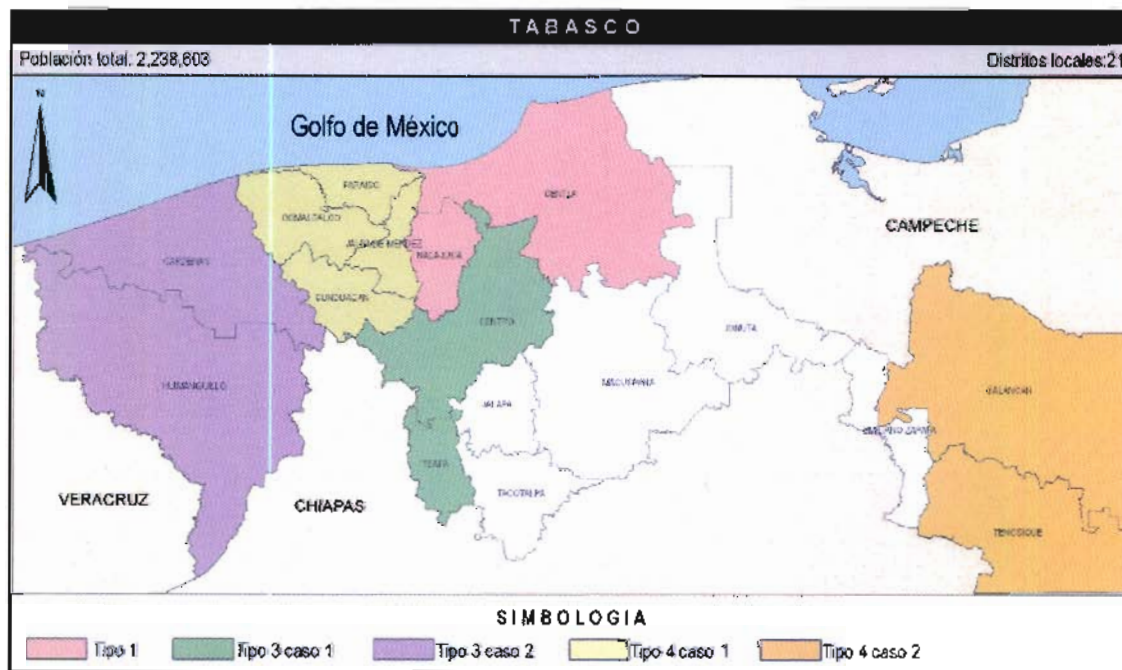 TABASCO
Población total: 2,238,603
Distritos locales:21
N
Golfo de México
PARAISO
CENTLA
COMALCALCO
JALPA DE MENDEZ
NACAJUCA
CAMPECHE
CARDENAS
CUNDUACAN
CENTRO
JONUTA
HUIMANGUILLO
MACUSPANA
BALANCAN
JALAPA
EMILIANO ZAPATA
TEAPA
VERACRUZ
CHIAPAS
TACOTALPA
TENOSIQUE
SIMBOLOGIA
Tipo 1
Tipo 3 caso 1
Tipo 3 caso 2
Tipo 4 caso 1
Tipo 4 caso 2